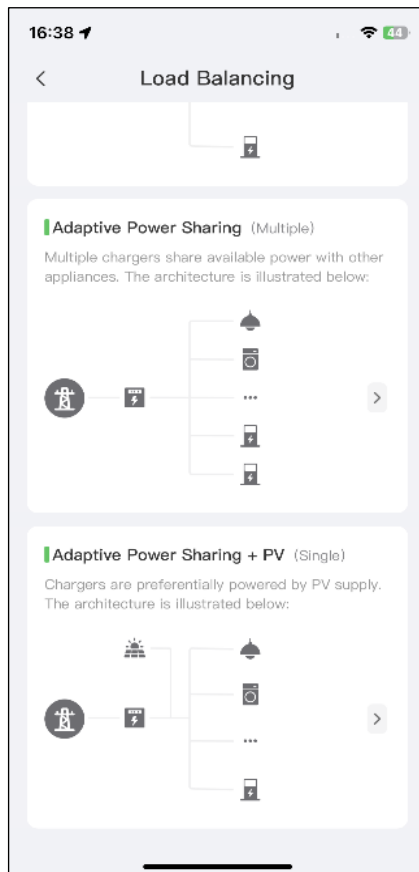 16:38
44
Load Balancing
Adaptive Power Sharing (Multiple)
Multiple chargers share available power with other
appliances. The architecture is illustrated below:
Adaptive Power Sharing + PV (Single)
Chargers are preferentially powered by PV supply.
The architecture is illustrated below: